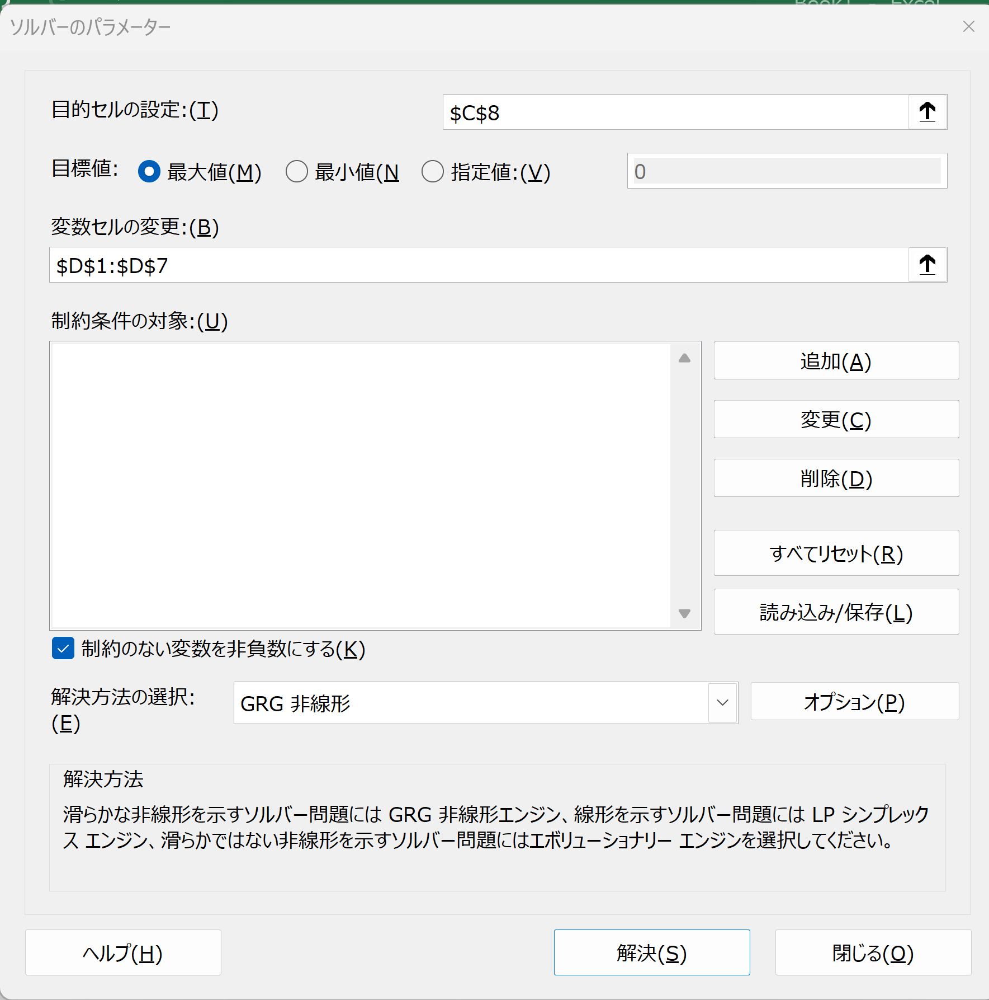 ソルバーのパラメーター
目的セルの設定:(T)
$C$8
目標値: 最大値(M) 最小値(N 指定値:(V)
0
変数セルの変更:(B)
$D$1:$D$7
制約条件の対象:(U)
追加(A)
変更(C)
削除(D)
すべてリセット(R)
読み込み/保存(L)
制約のない変数を非負数にする(K)
解決方法の選択:
(E)
GRG 非線形
オプション(P)
解決方法
滑らかな非線形を示すソルバー問題には GRG 非線形エンジン、線形を示すソルバー問題には LP シンプレック
ス エンジン、滑らかではない非線形を示すソルバー問題にはエボリューショナリー エンジンを選択してください。
ヘルプ(H)
解決(S)
閉じる(O)